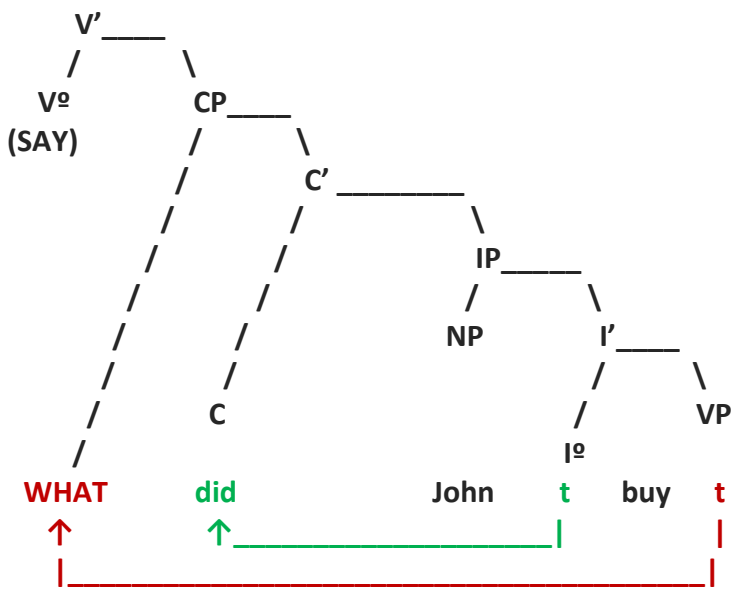 V’
Vº CP
(SAY)
C’
IP
NP I’
C VP
Iº
WHAT did John t buy t